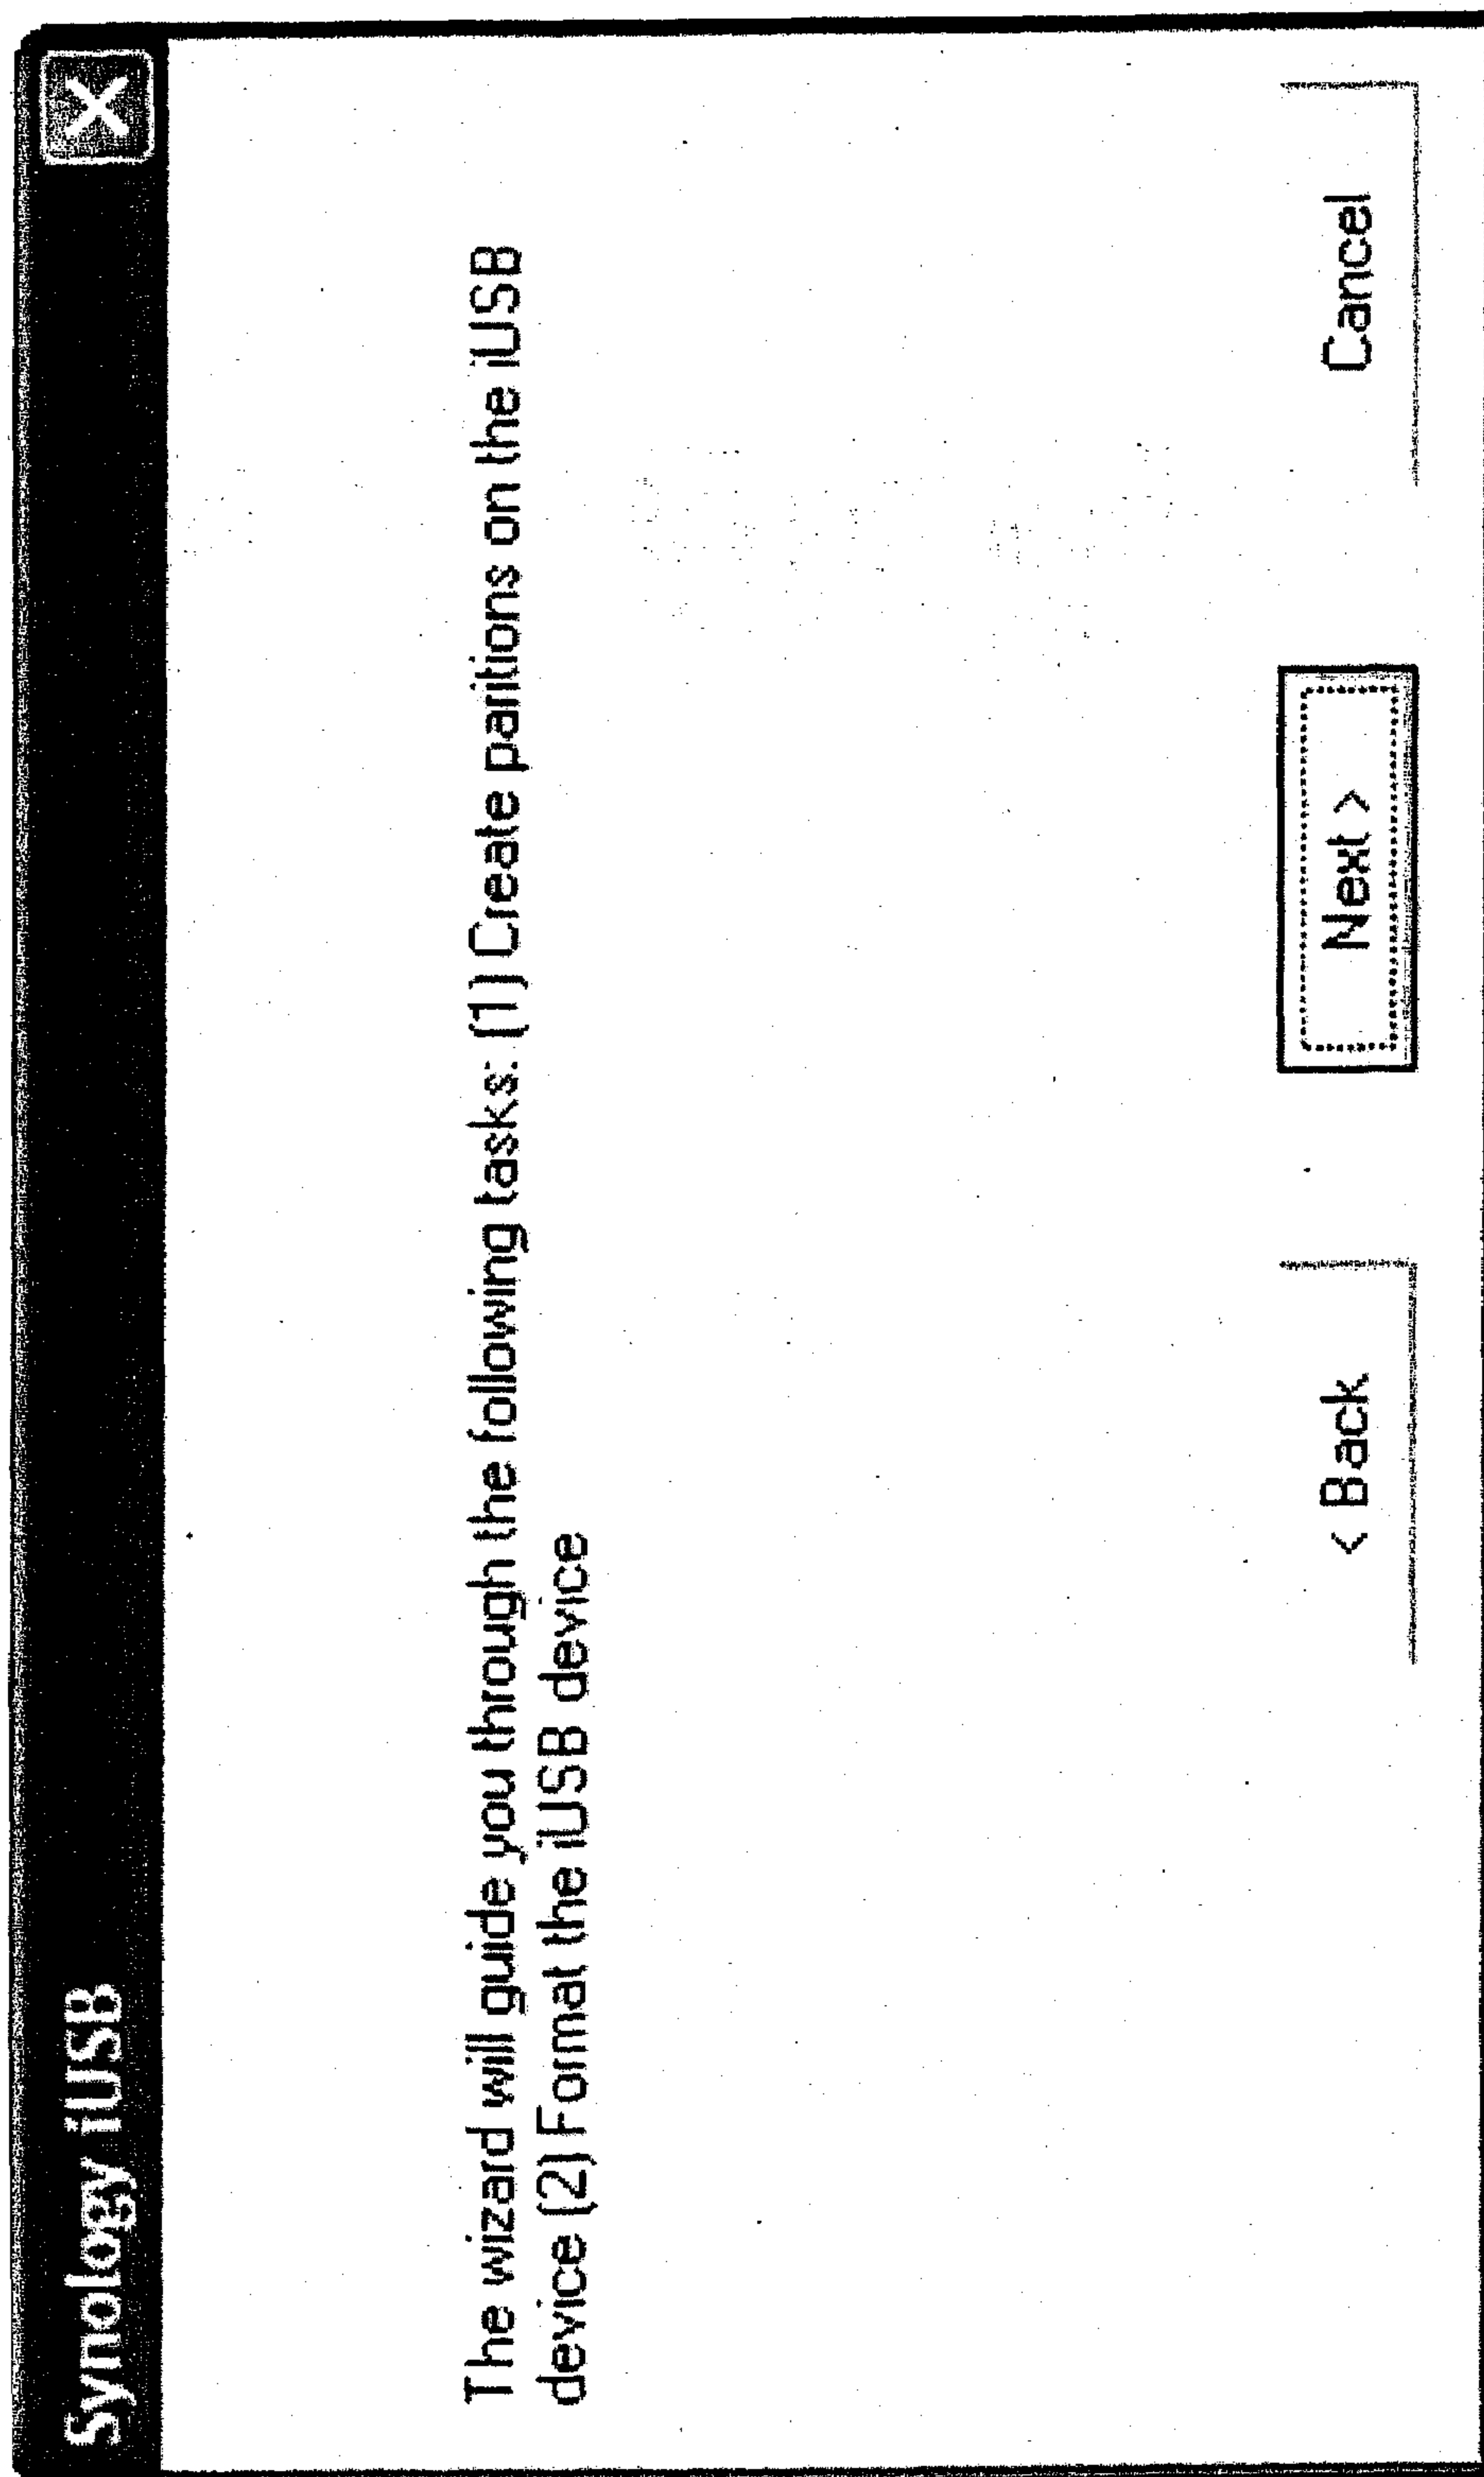 Synology iUSB
The wizard will guide you through the following tasks: (1) Create paritions on the iUSB
device (2) Format the iUSB device
< Back
Next >
Cancel